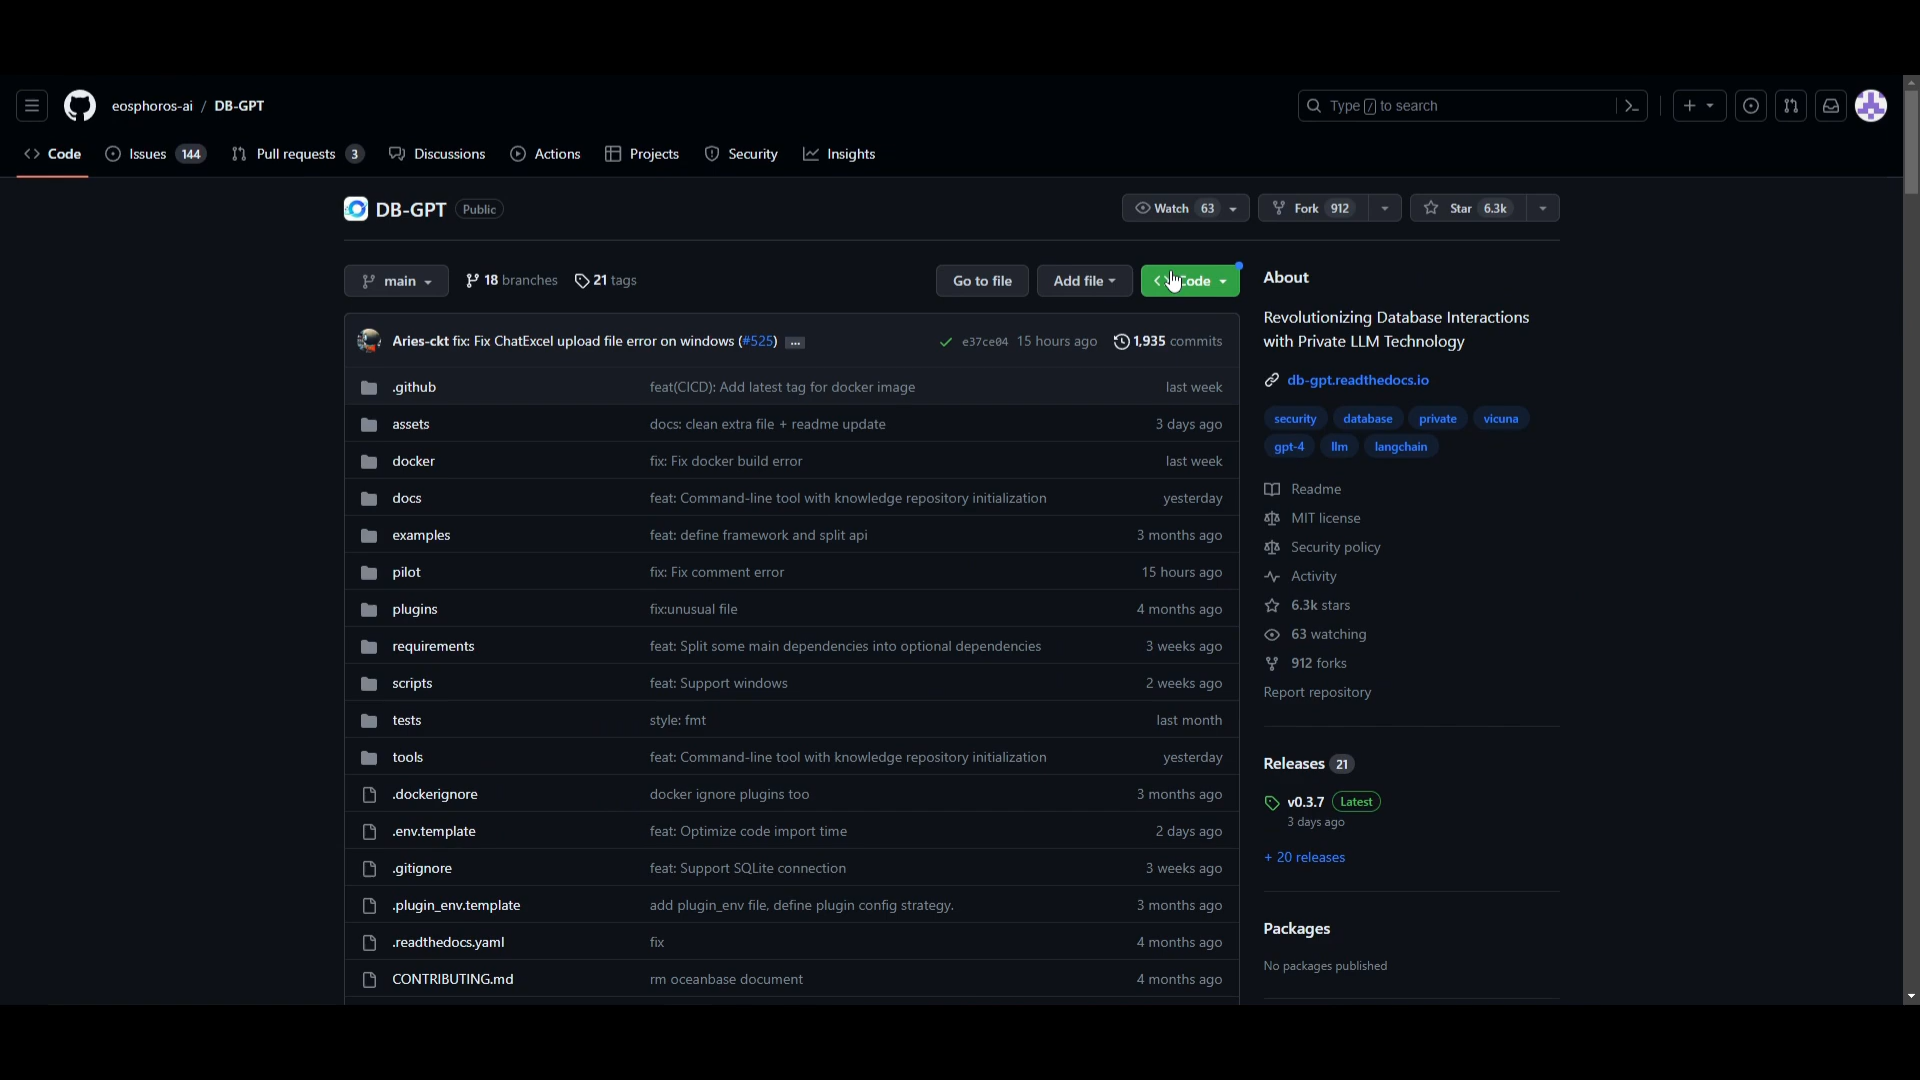 eosphoros-ai / DB-GPT
Type / to search
Code Issues 144 Pull requests 3 Discussions Actions Projects Security Insights
DB-GPT Public
Watch 63 Fork 912 Star 6.3k
main 18 branches 21 tags Go to file Add file Code
Aries-ckt fix: Fix ChatExcel upload file error on windows (#525) ... e37ce04 15 hours ago 1,935 commits
.github feat(CICD): Add latest tag for docker image last week
assets docs: clean extra file + readme update 3 days ago
docker fix: Fix docker build error last week
docs feat: Command-line tool with knowledge repository initialization yesterday
examples feat: define framework and split api 3 months ago
pilot fix: Fix comment error 15 hours ago
plugins fix:unusual file 4 months ago
requirements feat: Split some main dependencies into optional dependencies 3 weeks ago
scripts feat: Support windows 2 weeks ago
tests style: fmt last month
tools feat: Command-line tool with knowledge repository initialization yesterday
.dockerignore docker ignore plugins too 3 months ago
.env.template feat: Optimize code import time 2 days ago
.gitignore feat: Support SQLite connection 3 weeks ago
.plugin_env.template add plugin_env file, define plugin config strategy. 3 months ago
.readthedocs.yaml fix 4 months ago
CONTRIBUTING.md rm oceanbase document 4 months ago
About
Revolutionizing Database Interactions
with Private LLM Technology
db-gpt.readthedocs.io
security database private vicuna
gpt-4 llm langchain
Readme
MIT license
Security policy
Activity
6.3k stars
63 watching
912 forks
Report repository
Releases 21
v0.3.7 Latest
3 days ago
+ 20 releases
Packages
No packages published